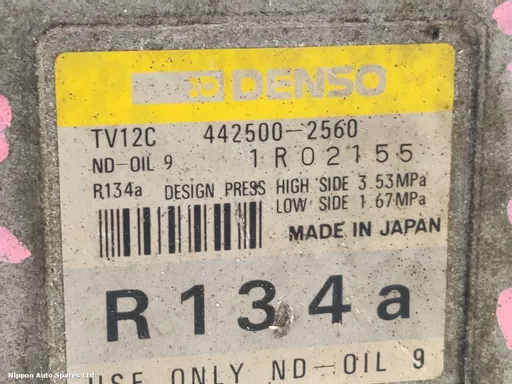 DENSO
TV12C 442500-2560
ND-OIL 9 1R02155
R134a DESIGN PRESS HIGH SIDE 3.53MPa
LOW SIDE 1.67MPa
MADE IN JAPAN
R134a
USE ONLY ND-OIL 9
Nippon Auto Spares Ltd